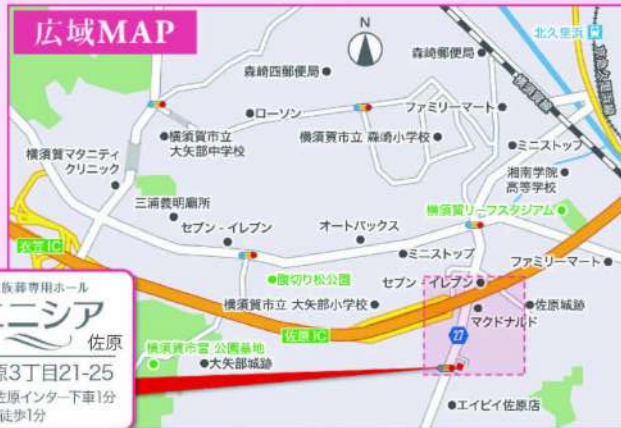 広域MAP
N
北久里浜
京急久里浜線
横須賀線
森崎郵便局
森崎四郵便局
ローソン
ファミリーマート
横須賀市立
大矢部中学校
横須賀市立 森崎小学校
ミニストップ
横須賀マタニティ
クリニック
湘南学院
高等学校
三浦義明廟所
横須賀リーフスタジアム
セブン-イレブン
オートバックス
衣笠IC
ミニストップ
ファミリーマート
腹切り松公園
セブン-イレブン
横須賀市立 大矢部小学校
佐原城跡
マクドナルド
佐原IC
27
横須賀市営 公園墓地
大矢部城跡
エイビイ佐原店
族葬専用ホール
ニシア
佐原
原3丁目21-25
佐原インター下車1分
徒歩1分